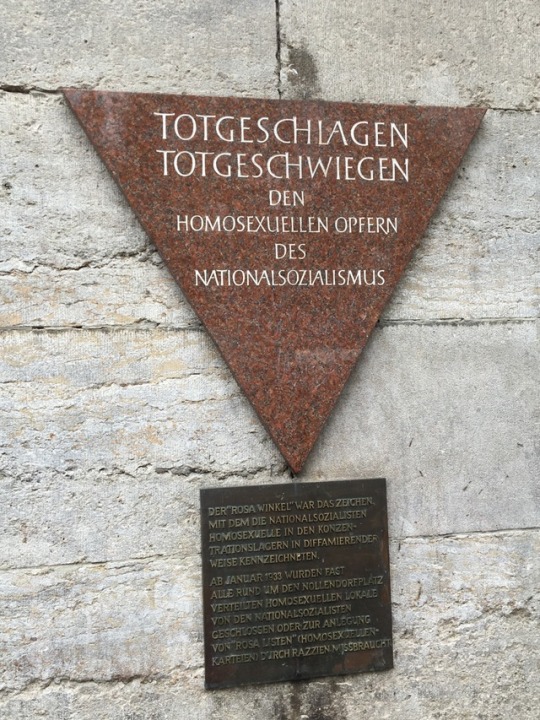 TOTGESCHLAGEN
TOTGESCHWIEGEN
DEN
HOMOSEXUELLEN OPFERN
DES
NATIONALSOZIALISMUS
DER "ROSA WINKEL" WAR DAS ZEICHEN,
MIT DEM DIE NATIONALSOZIALISTEN
HOMOSEXUELLE IN DEN KONZEN-
TRATIONSLAGERN IN DIFFAMIERENDER
WEISE KENNZEICHNETEN.
AB JANUAR 1933 WURDEN FAST
ALLE RUND UM DEN NOLLENDORFPLATZ
VERTEILTEN HOMOSEXUELLEN LOKALE
VON DEN NATIONALSOZIALISTEN
GESCHLOSSEN ODER ZUR ANLEGUNG
VON "ROSA LISTEN" (HOMOSEXUELLEN-
KARTEIEN) DURCH RAZZIEN MISSBRAUCHT.